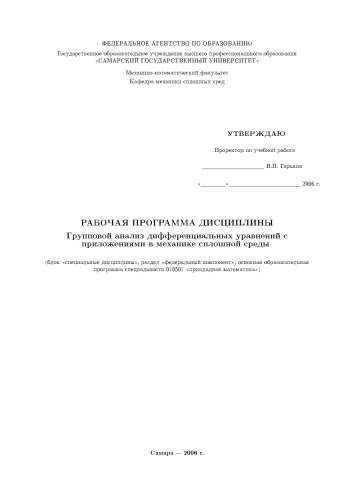 ФЕДЕРАЛЬНОЕ АГЕНТСТВО ПО ОБРАЗОВАНИЮ
Государственное образовательное учреждение высшего профессионального образования
«САМАРСКИЙ ГОСУДАРСТВЕННЫЙ УНИВЕРСИТЕТ»
Механико-математический факультет
Кафедра механики сплошных сред
УТВЕРЖДАЮ
Проректор по учебной работе
____________________ В.П. Гарькин
«________»________________________ 2006 г.
РАБОЧАЯ ПРОГРАММА ДИСЦИПЛИНЫ
Групповой анализ дифференциальных уравнений с
приложениями в механике сплошной среды
(блок «специальные дисциплины», раздел «федеральный компонент»; основная образовательная
программа специальности 010501 «прикладная математика»)
Самара — 2006 г.